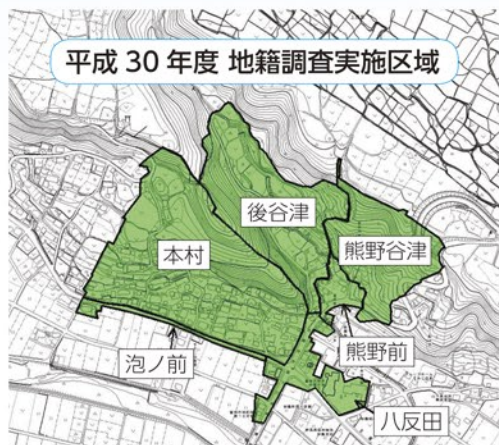 平成 30 年度 地籍調査実施区域
後谷津
熊野谷津
本村
泡ノ前
熊野前
八反田